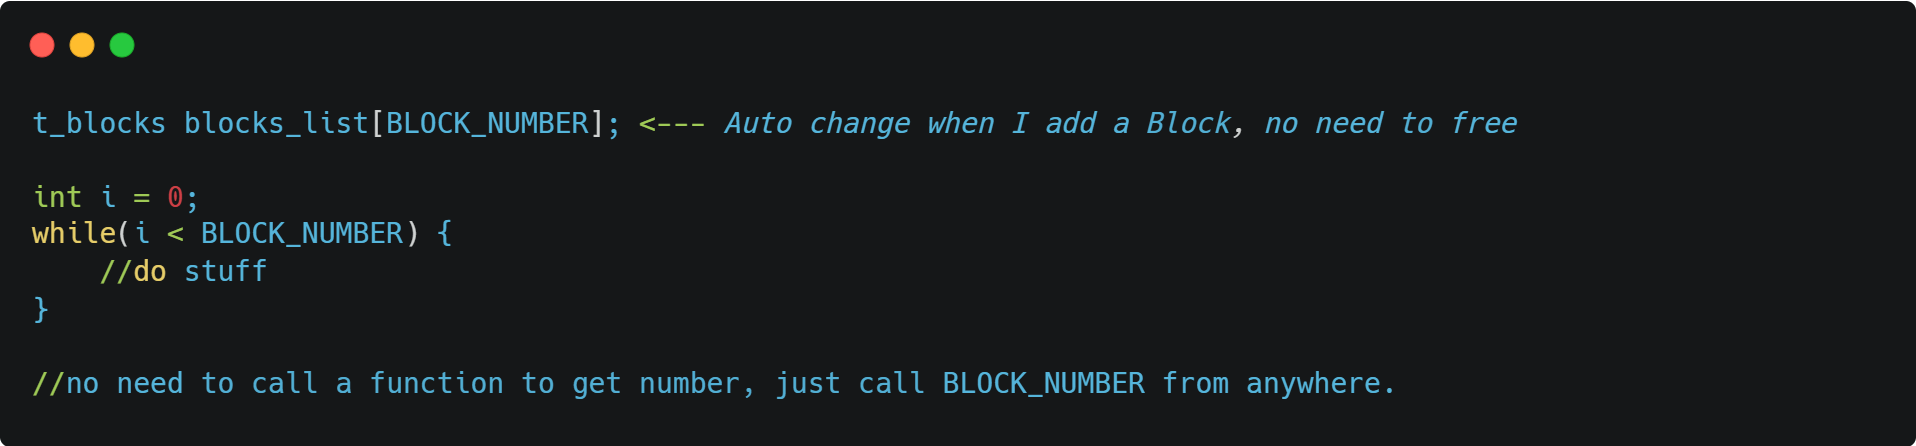 t_blocks blocks_list[BLOCK_NUMBER]; <--- Auto change when I add a Block, no need to free
int i = 0;
while(i < BLOCK_NUMBER) {
//do stuff
}
//no need to call a function to get number, just call BLOCK_NUMBER from anywhere.